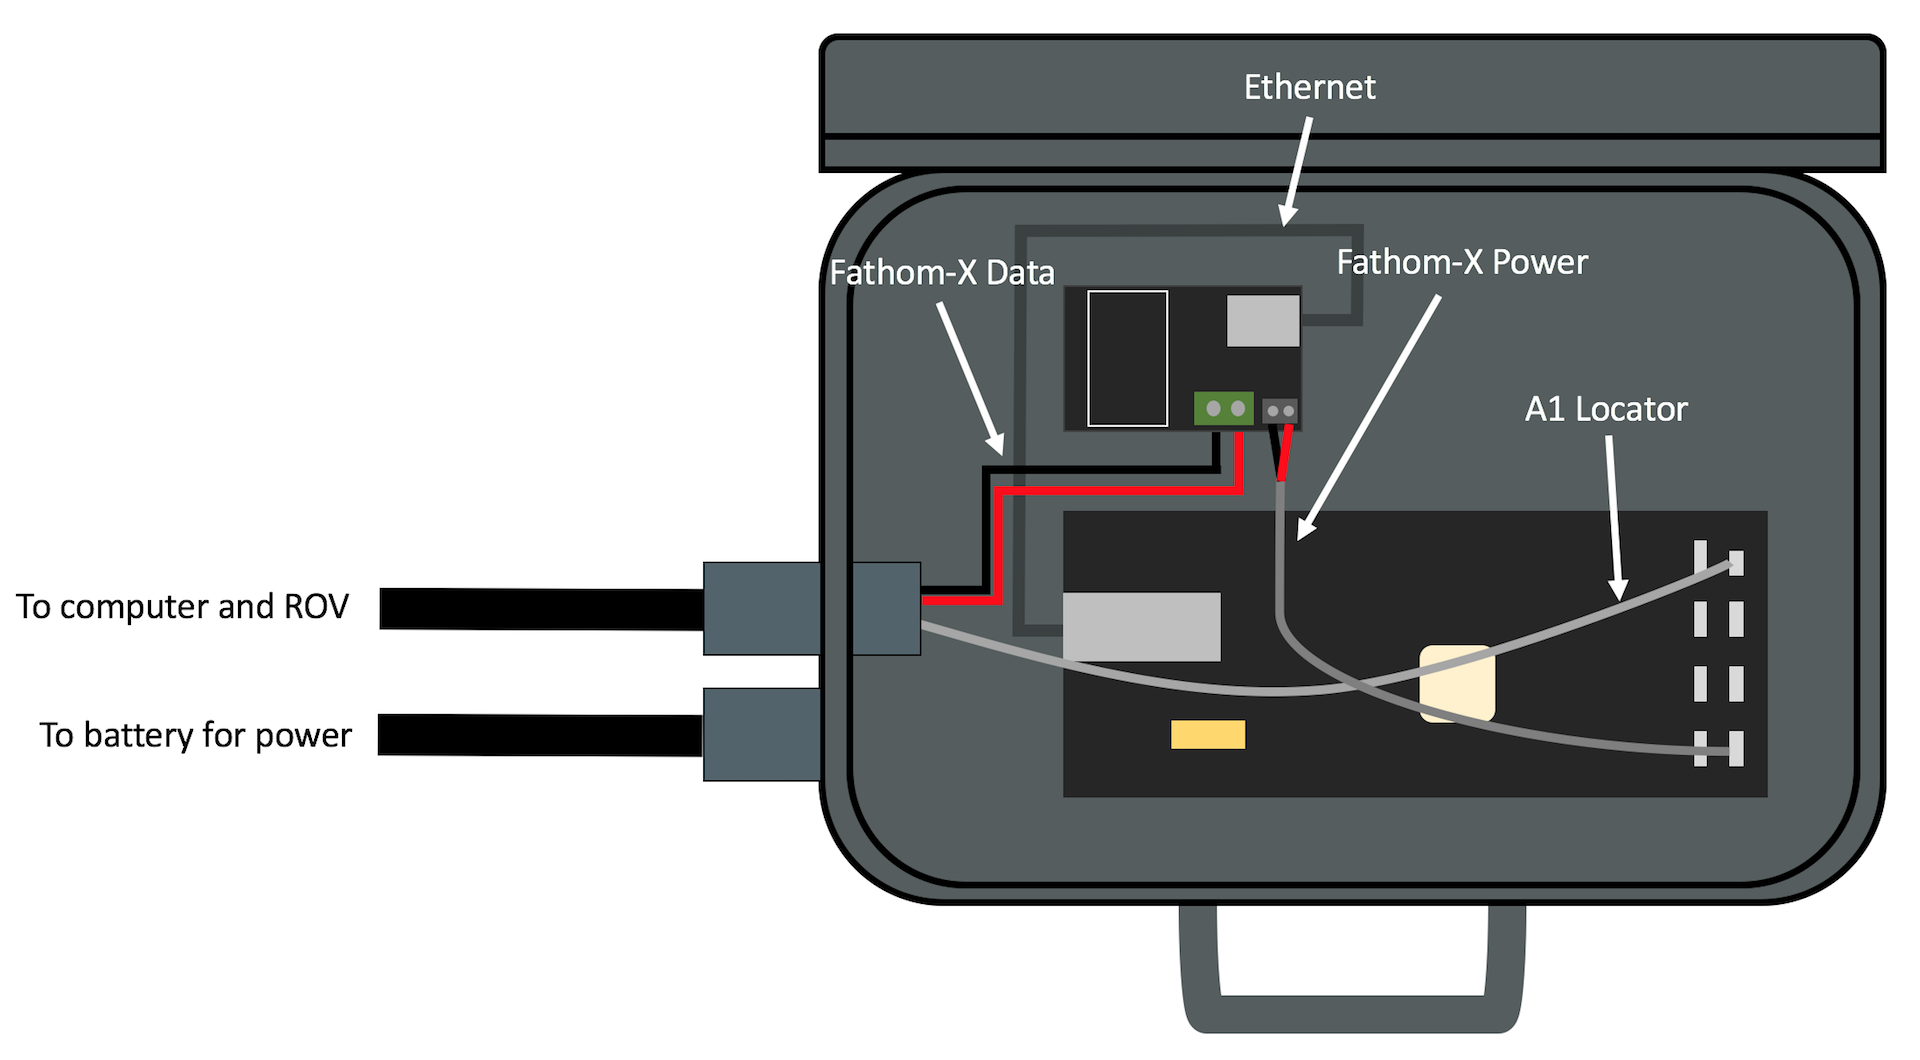 Ethernet
Fathom-X Data
Fathom-X Power
A1 Locator
To computer and ROV
To battery for power